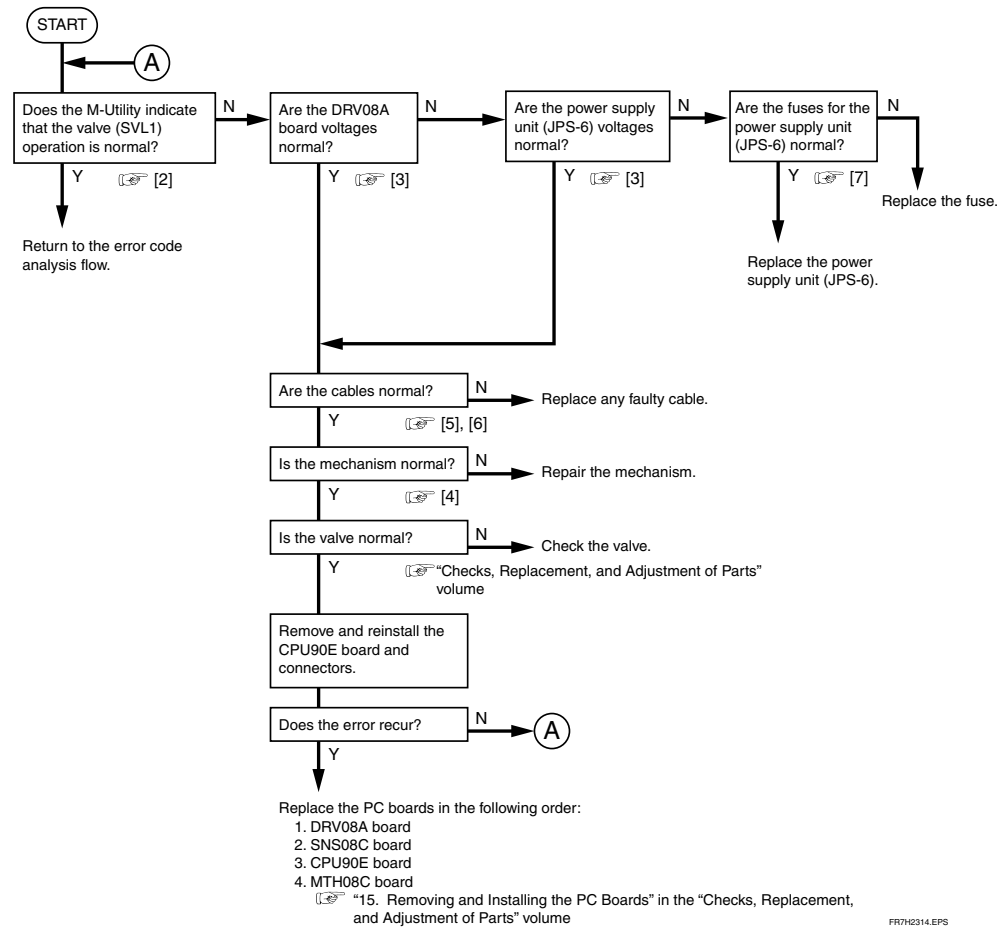 START
A
Does the M-Utility indicate
that the valve (SVL1)
operation is normal?
N
Y
[2]
Return to the error code
analysis flow.
Are the DRV08A
board voltages
normal?
N
Y
[3]
Are the power supply
unit (JPS-6) voltages
normal?
N
Y
[3]
Are the fuses for the
power supply unit
(JPS-6) normal?
N
Y
[7]
Replace the fuse.
Replace the power
supply unit (JPS-6).
Are the cables normal?
N
Replace any faulty cable.
Y
[5], [6]
Is the mechanism normal?
N
Repair the mechanism.
Y
[4]
Is the valve normal?
N
Check the valve.
Y
"Checks, Replacement, and Adjustment of Parts"
volume
Remove and reinstall the
CPU90E board and
connectors.
Does the error recur?
N
A
Y
Replace the PC boards in the following order:
1. DRV08A board
2. SNS08C board
3. CPU90E board
4. MTH08C board
"15. Removing and Installing the PC Boards" in the "Checks, Replacement,
and Adjustment of Parts" volume
FR7H2314.EPS